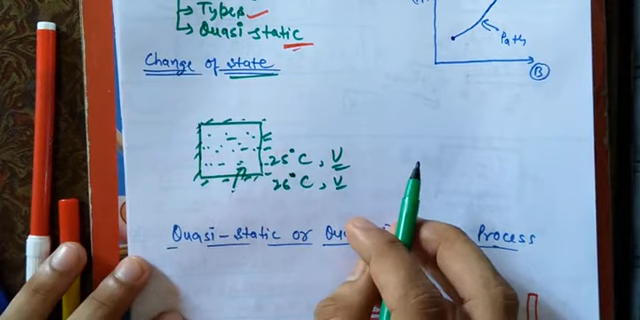 Types
Quasi-static
Path
B
Change of state
25°C, V
26°C, V
Quasi-static or Process